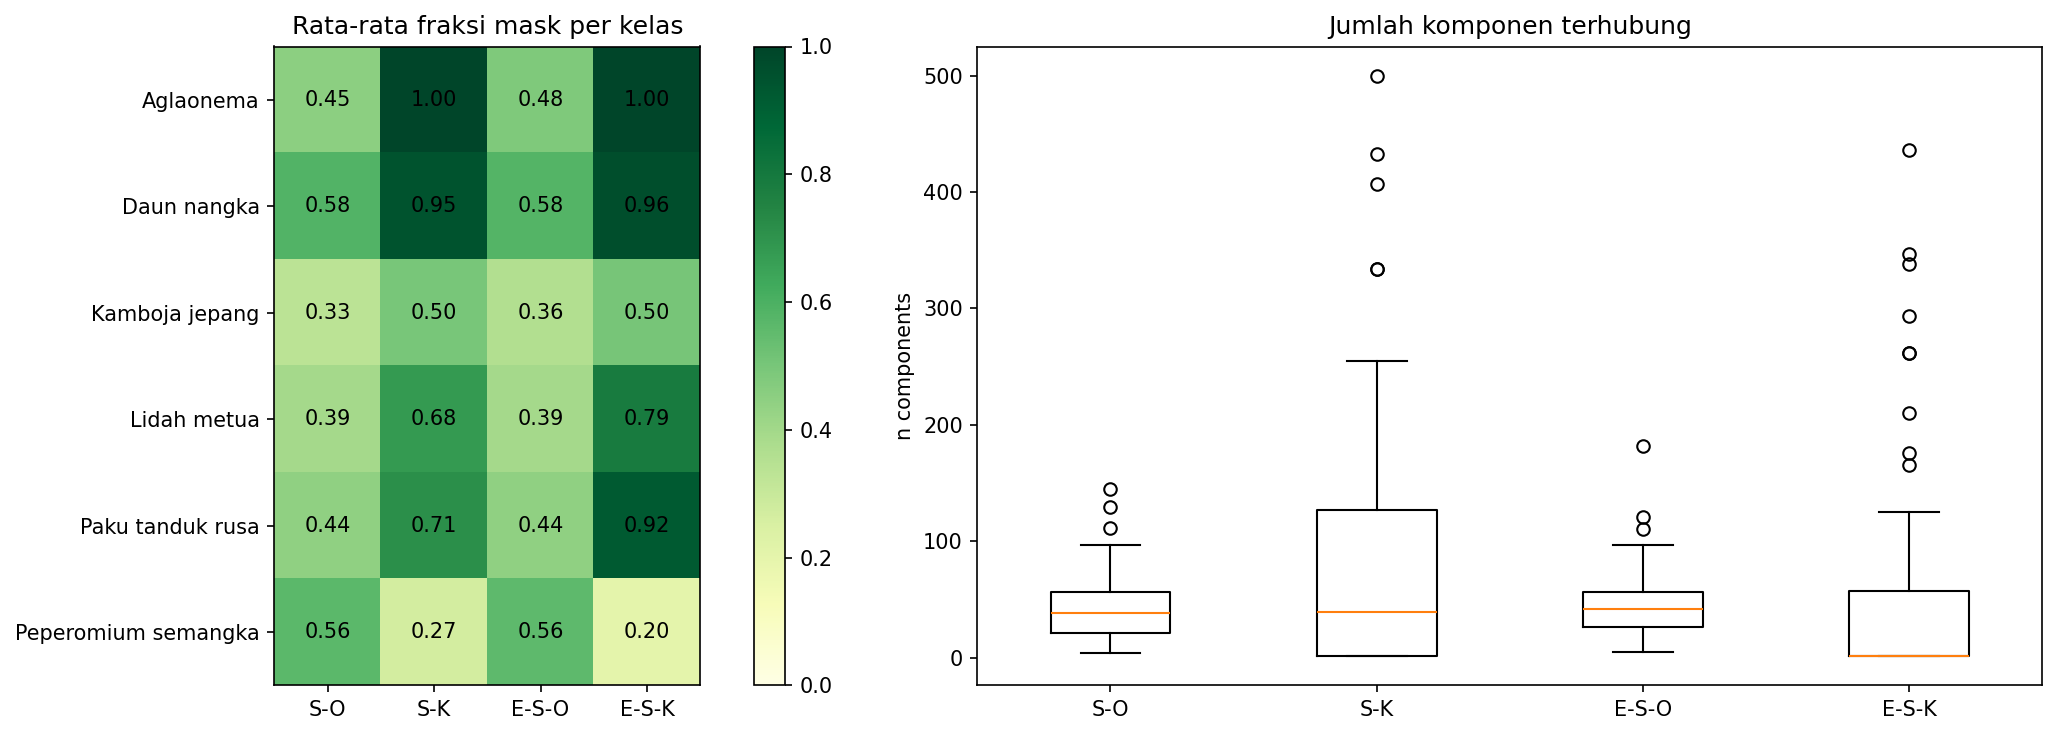 Rata-rata fraksi mask per kelas
Aglaonema 0.45 1.00 0.48 1.00
Daun nangka 0.58 0.95 0.58 0.96
Kamboja jepang 0.33 0.50 0.36 0.50
Lidah metua 0.39 0.68 0.39 0.79
Paku tanduk rusa 0.44 0.71 0.44 0.92
Peperomium semangka 0.56 0.27 0.56 0.20
S-O S-K E-S-O E-S-K
1.0
0.8
0.6
0.4
0.2
0.0
Jumlah komponen terhubung
n components
500
400
300
200
100
0
S-O S-K E-S-O E-S-K